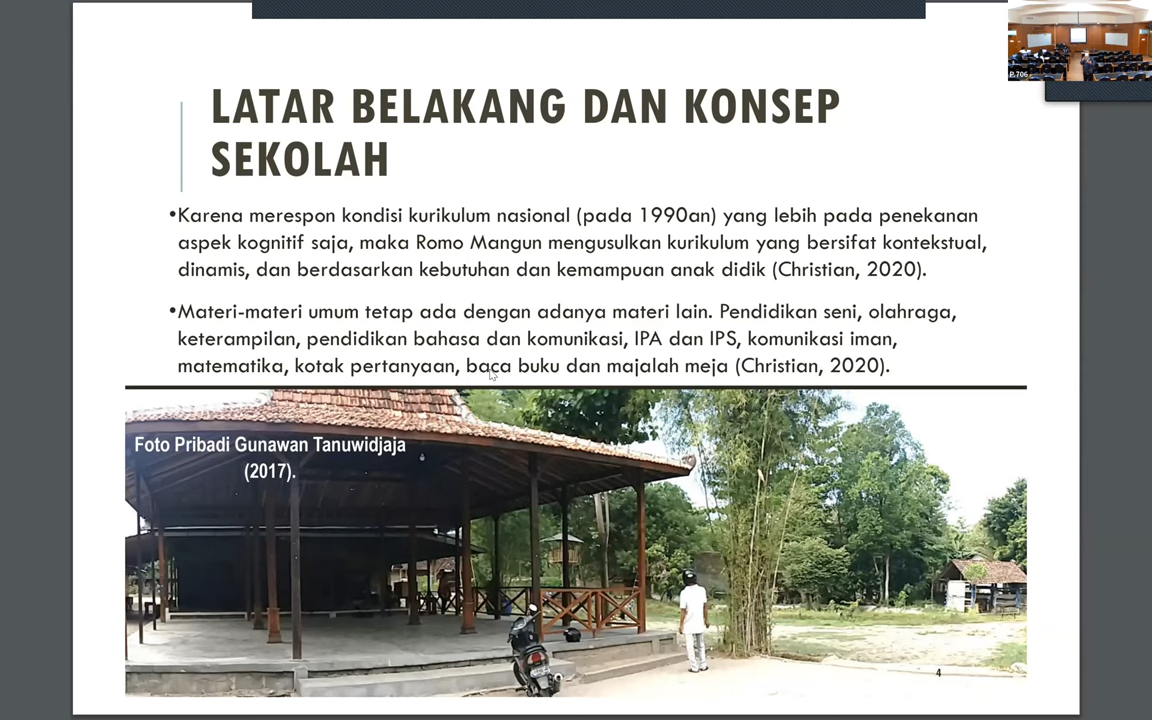 P.706
LATAR BELAKANG DAN KONSEP
SEKOLAH
•Karena merespon kondisi kurikulum nasional (pada 1990an) yang lebih pada penekanan
aspek kognitif saja, maka Romo Mangun mengusulkan kurikulum yang bersifat kontekstual,
dinamis, dan berdasarkan kebutuhan dan kemampuan anak didik (Christian, 2020).
•Materi-materi umum tetap ada dengan adanya materi lain. Pendidikan seni, olahraga,
keterampilan, pendidikan bahasa dan komunikasi, IPA dan IPS, komunikasi iman,
matematika, kotak pertanyaan, baca buku dan majalah meja (Christian, 2020).
Foto Pribadi Gunawan Tanuwidjaja
(2017).
4